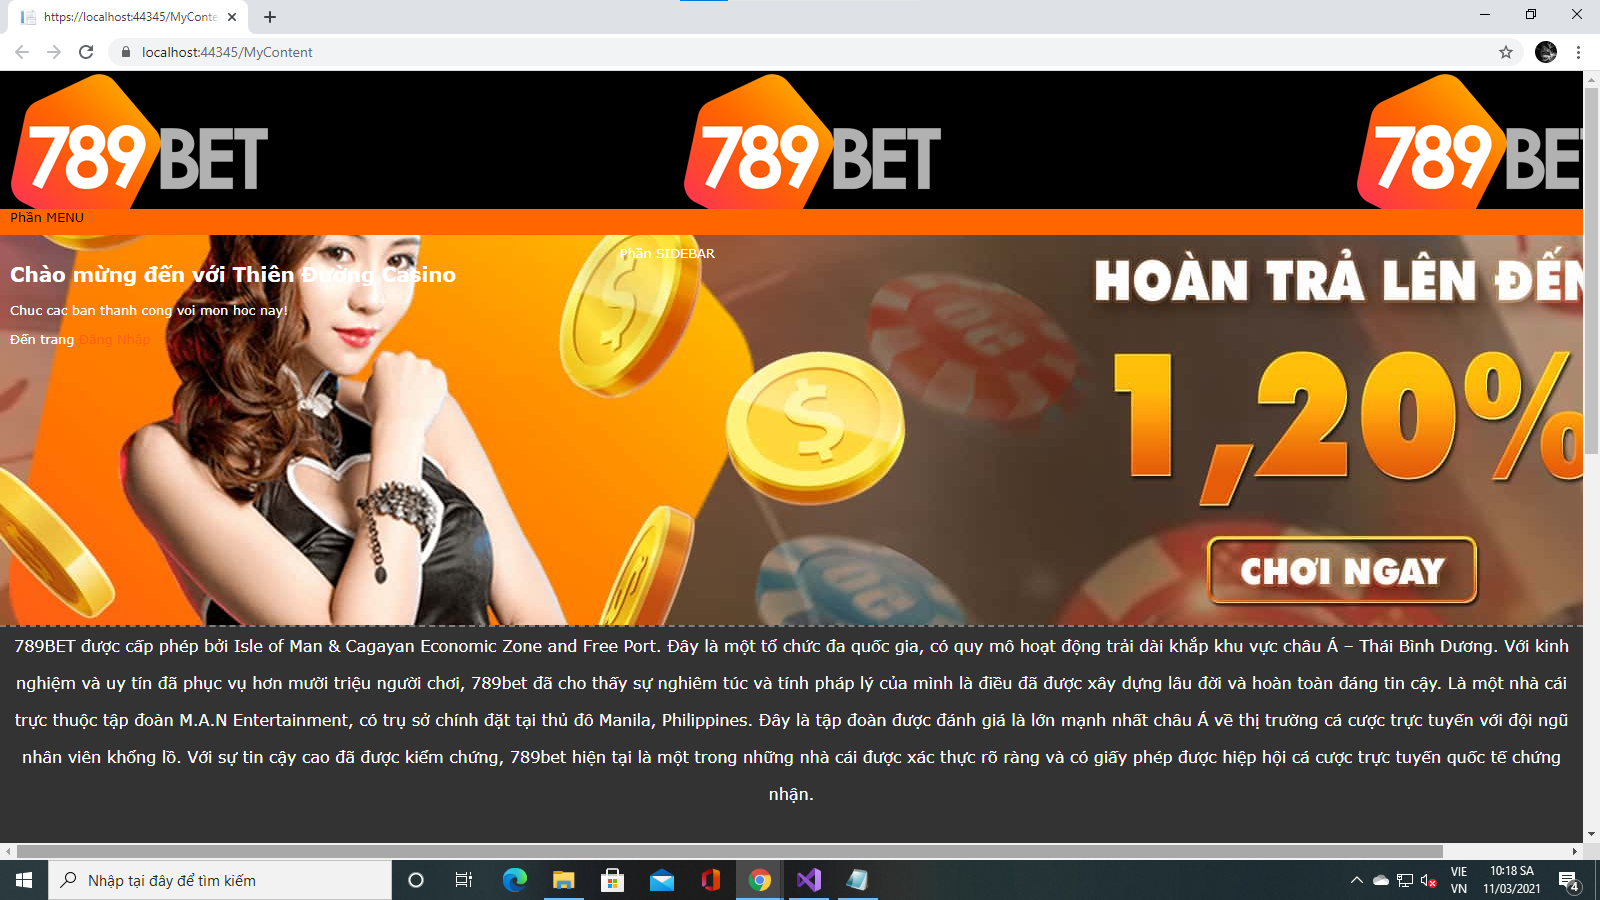 https://localhost:44345/MyConte
localhost:44345/MyContent
789BET
789BET
789BE
Phần MENU
Phần SIDEBAR
Chào mừng đến với Thiên Đường Casino
Chuc cac ban thanh cong voi mon hoc nay!
Đến trang Đăng Nhập
HOÀN TRẢ LÊN ĐẾN
1,20%
CHƠI NGAY
789BET được cấp phép bởi Isle of Man & Cagayan Economic Zone and Free Port. Đây là một tổ chức đa quốc gia, có quy mô hoạt động trải dài khắp khu vực châu Á – Thái Bình Dương. Với kinh
nghiệm và uy tín đã phục vụ hơn mười triệu người chơi, 789bet đã cho thấy sự nghiêm túc và tính pháp lý của mình là điều đã được xây dựng lâu đời và hoàn toàn đáng tin cậy. Là một nhà cái
trực thuộc tập đoàn M.A.N Entertainment, có trụ sở chính đặt tại thủ đô Manila, Philippines. Đây là tập đoàn được đánh giá là lớn mạnh nhất châu Á về thị trường cá cược trực tuyến với đội ngũ
nhân viên khổng lồ. Với sự tin cậy cao đã được kiểm chứng, 789bet hiện tại là một trong những nhà cái được xác thực rõ ràng và có giấy phép được hiệp hội cá cược trực tuyến quốc tế chứng
nhận.
Nhập tại đây để tìm kiếm
VIE
VN
10:18 SA
11/03/2021
4